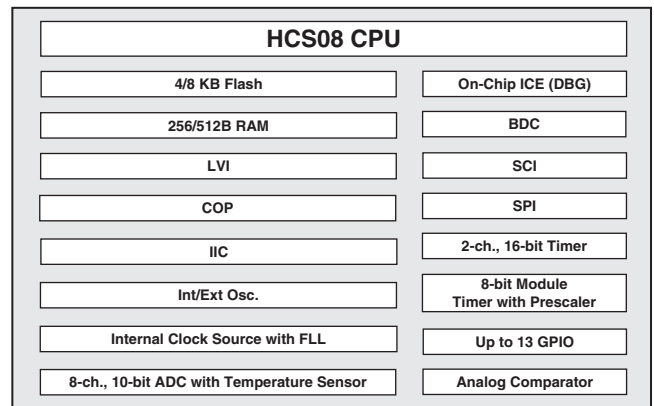 HCS08 CPU
4/8 KB Flash
256/512B RAM
LVI
COP
IIC
Int/Ext Osc.
Internal Clock Source with FLL
8-ch., 10-bit ADC with Temperature Sensor
On-Chip ICE (DBG)
BDC
SCI
SPI
2-ch., 16-bit Timer
8-bit Module
Timer with Prescaler
Up to 13 GPIO
Analog Comparator